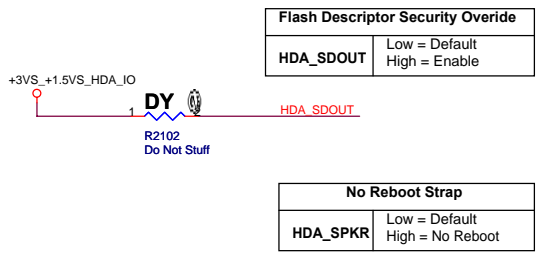 Flash Descriptor Security Overide
HDA_SDOUT
Low = Default
High = Enable
+3VS_+1.5VS_HDA_IO
1
DY
2
HDA_SDOUT
R2102
Do Not Stuff
No Reboot Strap
HDA_SPKR
Low = Default
High = No Reboot